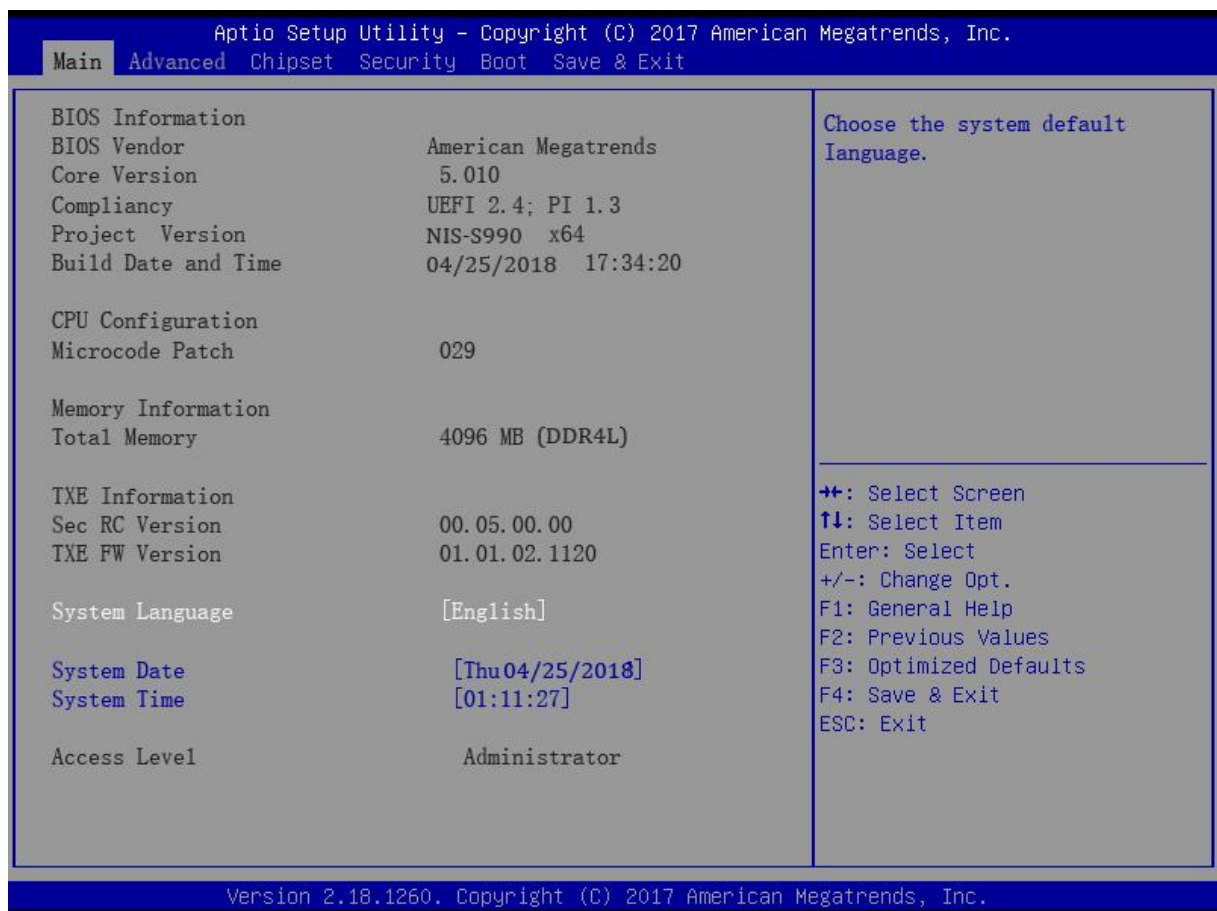 Aptio Setup Utility – Copyright (C) 2017 American Megatrends, Inc.
Main Advanced Chipset Security Boot Save & Exit
BIOS Information
BIOS Vendor American Megatrends
Core Version 5.010
Compliancy UEFI 2.4; PI 1.3
Project Version NIS-S990 x64
Build Date and Time 04/25/2018 17:34:20
CPU Configuration
Microcode Patch 029
Memory Information
Total Memory 4096 MB (DDR4L)
TXE Information
Sec RC Version 00.05.00.00
TXE FW Version 01.01.02.1120
System Language [English]
System Date [Thu 04/25/2018]
System Time [01:11:27]
Access Level Administrator
Choose the system default
Ianguage.
→←: Select Screen
↑↓: Select Item
Enter: Select
+/-: Change Opt.
F1: General Help
F2: Previous Values
F3: Optimized Defaults
F4: Save & Exit
ESC: Exit
Version 2.18.1260. Copyright (C) 2017 American Megatrends, Inc.